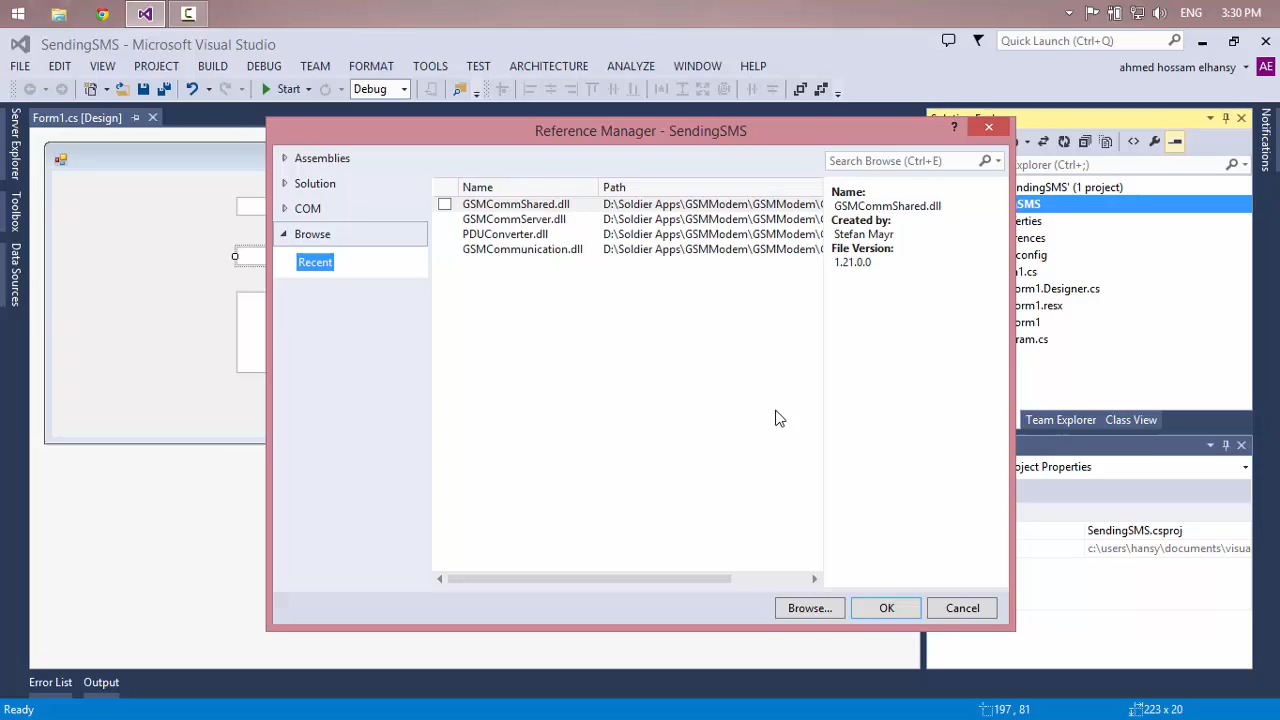 ENG 3:30 PM
SendingSMS - Microsoft Visual Studio
Quick Launch (Ctrl+Q)
FILE EDIT VIEW PROJECT BUILD DEBUG TEAM FORMAT TOOLS TEST ARCHITECTURE ANALYZE WINDOW HELP
ahmed hossam elhansy AE
Start Debug
Form1.cs [Design]
Server Explorer
Toolbox
Data Sources
Notifications
Reference Manager - SendingSMS
Assemblies
Solution
COM
Browse
Recent
Search Browse (Ctrl+E)
Name Path
GSMCommShared.dll D:\Soldier Apps\GSMModem\GSMModem\
GSMCommServer.dll D:\Soldier Apps\GSMModem\GSMModem\
PDUConverter.dll D:\Soldier Apps\GSMModem\GSMModem\
GSMCommunication.dll D:\Soldier Apps\GSMModem\GSMModem\
Name:
GSMCommShared.dll
Created by:
Stefan Mayr
File Version:
1.21.0.0
Browse... OK Cancel
Explorer (Ctrl+;)
ndingSMS' (1 project)
SMS
perties
rences
config
n1.cs
orm1.Designer.cs
orm1.resx
orm1
ram.cs
Team Explorer Class View
oject Properties
SendingSMS.csproj
c:\users\hansy\documents\visua
Error List Output
Ready 197 , 81 223 x 20